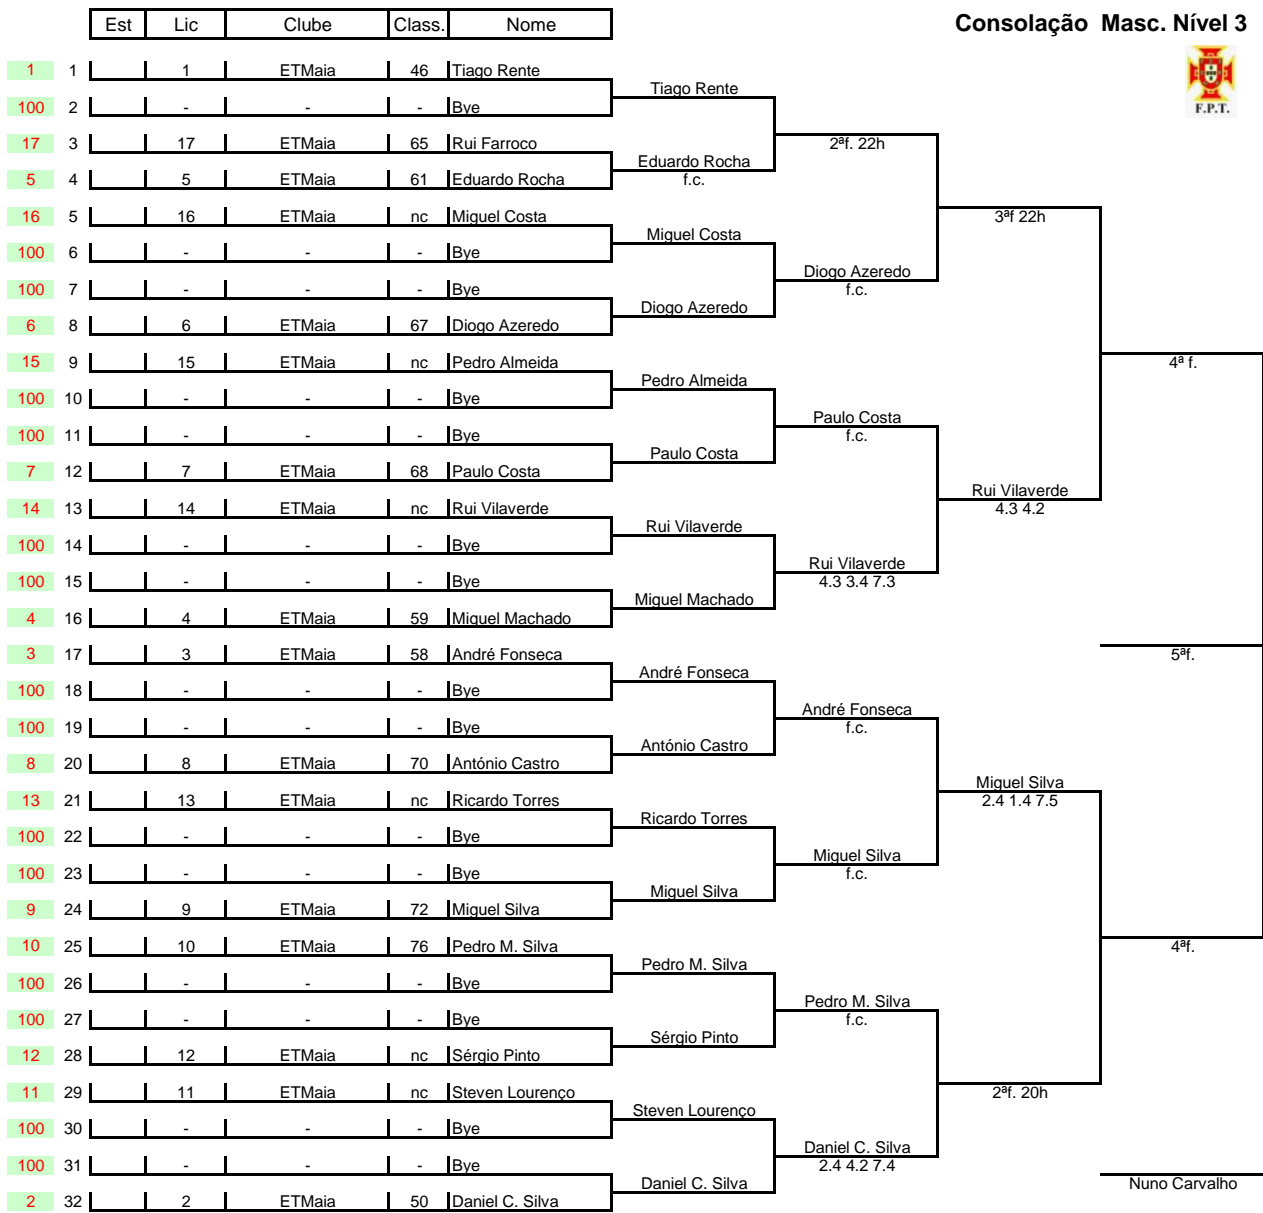 Est Lic Clube Class. Nome
Consolação Masc. Nível 3
F.P.T.
1 1 1 ETMaia 46 Tiago Rente
Tiago Rente
100 2 - - - Bye
2ªf. 22h
17 3 17 ETMaia 65 Rui Farroco
Eduardo Rocha
f.c.
5 4 5 ETMaia 61 Eduardo Rocha
3ªf 22h
16 5 16 ETMaia nc Miguel Costa
Miguel Costa
100 6 - - - Bye
Diogo Azeredo
f.c.
100 7 - - - Bye
Diogo Azeredo
6 8 6 ETMaia 67 Diogo Azeredo
4ª f.
15 9 15 ETMaia nc Pedro Almeida
Pedro Almeida
100 10 - - - Bye
Paulo Costa
f.c.
100 11 - - - Bye
Paulo Costa
7 12 7 ETMaia 68 Paulo Costa
Rui Vilaverde
4.3 4.2
14 13 14 ETMaia nc Rui Vilaverde
Rui Vilaverde
100 14 - - - Bye
Rui Vilaverde
4.3 3.4 7.3
100 15 - - - Bye
Miguel Machado
4 16 4 ETMaia 59 Miguel Machado
5ªf.
3 17 3 ETMaia 58 André Fonseca
André Fonseca
100 18 - - - Bye
André Fonseca
f.c.
100 19 - - - Bye
António Castro
8 20 8 ETMaia 70 António Castro
Miguel Silva
2.4 1.4 7.5
13 21 13 ETMaia nc Ricardo Torres
Ricardo Torres
100 22 - - - Bye
Miguel Silva
f.c.
100 23 - - - Bye
Miguel Silva
9 24 9 ETMaia 72 Miguel Silva
4ªf.
10 25 10 ETMaia 76 Pedro M. Silva
Pedro M. Silva
100 26 - - - Bye
Pedro M. Silva
f.c.
100 27 - - - Bye
Sérgio Pinto
12 28 12 ETMaia nc Sérgio Pinto
2ªf. 20h
11 29 11 ETMaia nc Steven Lourenço
Steven Lourenço
100 30 - - - Bye
Daniel C. Silva
2.4 4.2 7.4
100 31 - - - Bye
Daniel C. Silva
Nuno Carvalho
2 32 2 ETMaia 50 Daniel C. Silva